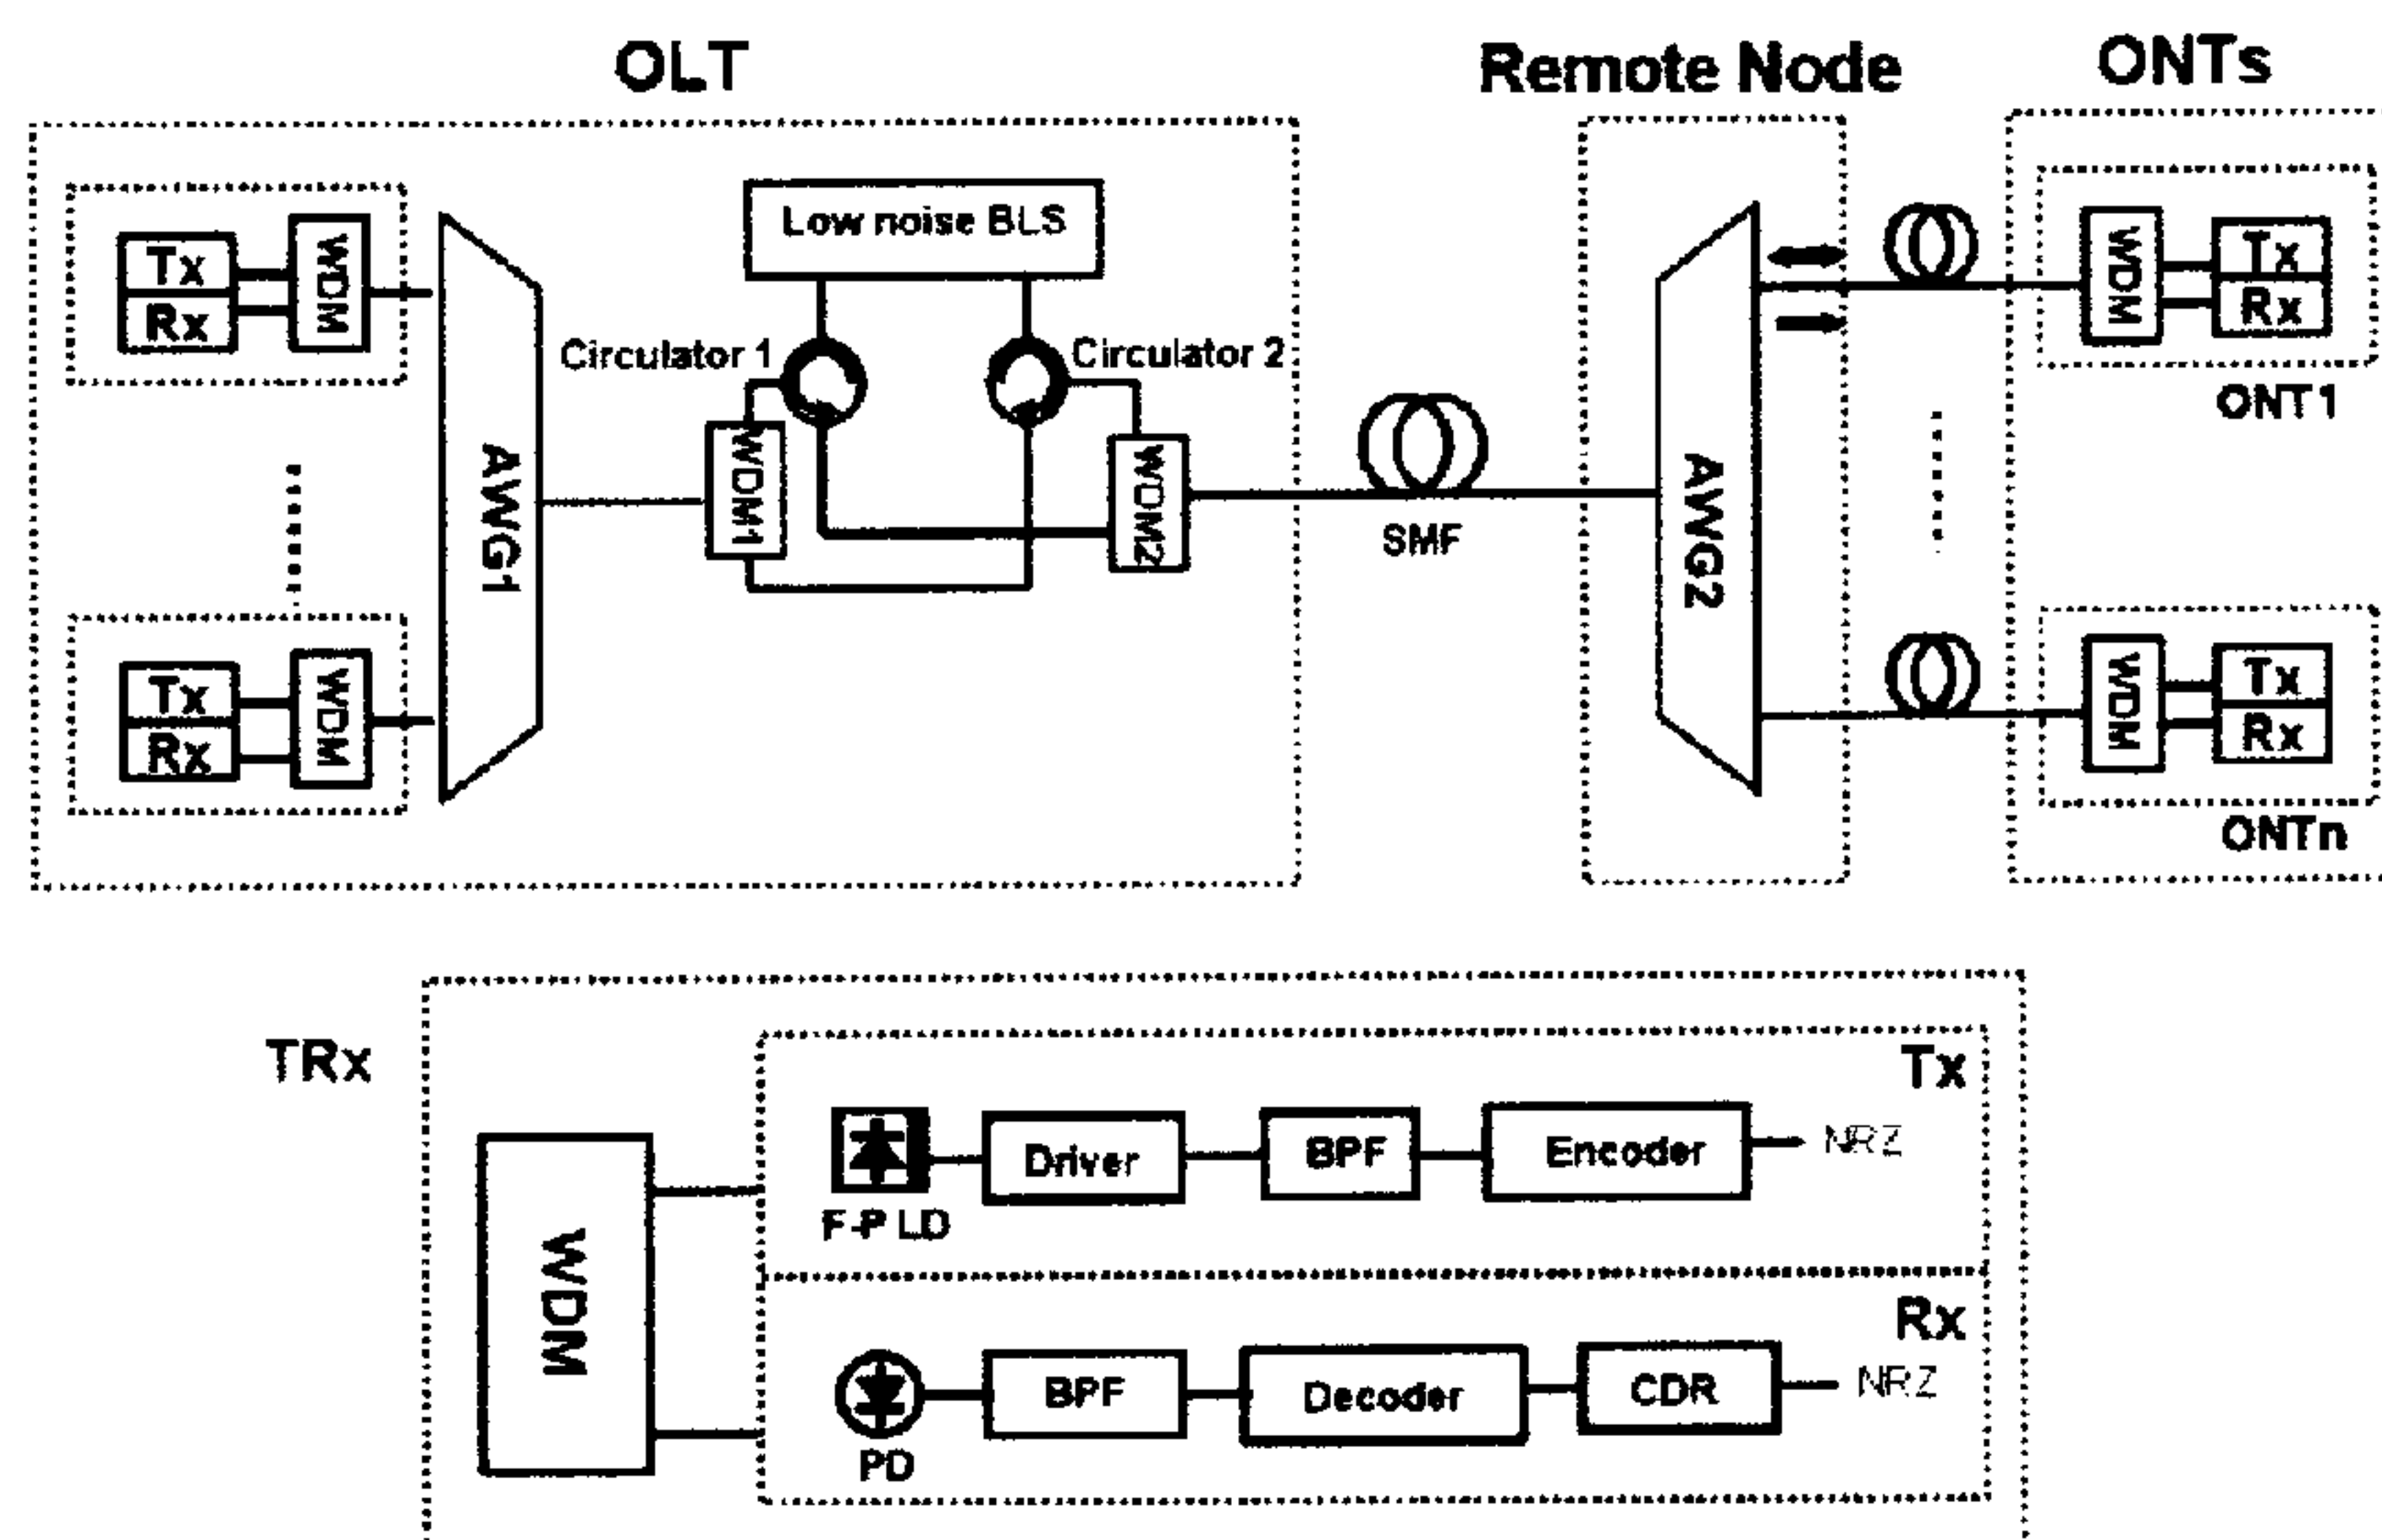 OLT
Remote Node
ONTs
Low noise BLS
Tx
Rx
WDM
Circulator 1
Circulator 2
AWG1
WDM1
WDM2
SMF
AWG2
WDM
Tx
Rx
ONT1
Tx
Rx
WDM
WDM
Tx
Rx
ONTn
TRx
WDM
Tx
F-P LD
Driver
BPF
Encoder
NRZ
Rx
PD
BPF
Decoder
CDR
NRZ